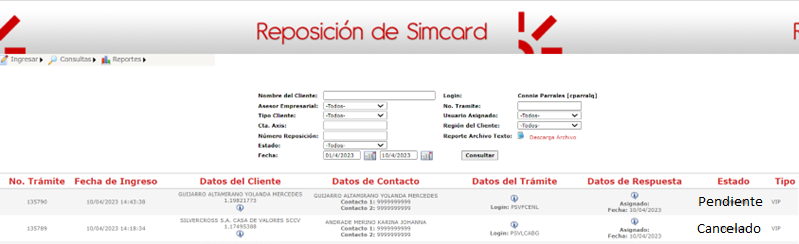 Reposición de Simcard
Ingresar Consultas Reportes
Nombre del Cliente: Login: Connie Parrales [cparralq]
Asesor Empresarial: -Todos- No. Tramite:
Tipo Cliente: -Todos- Usuario Asignado: -Todos-
Cta. Axis: Región del Cliente: -Todos-
Número Reposición: Reporte Archivo Texto: Descarga Archivo
Estado: -Todos-
Fecha: 01/4/2023 10/4/2023 Consultar
No. Trámite Fecha de Ingreso Datos del Cliente Datos de Contacto Datos del Trámite Datos de Respuesta Estado Tipo
135790 10/04/2023 14:43:38 GUIJARRO ALTAMIRANO YOLANDA MERCEDES
1.19821773
GUIJARRO ALTAMIRANO YOLANDA MERCEDES
Contacto 1: 9999999999
Contacto 2: 9999999999
Login: PSVFCENL
Asignado:
Fecha: 10/04/2023
Pendiente VIP
135789 10/04/2023 14:18:34 SILVERCROSS S.A. CASA DE VALORES SCCV
1.17495388
ANDRADE MERINO KARINA JOHANNA
Contacto 1: 9999999999
Contacto 2: 9999999999
Login: PSVLCABG
Asignado:
Fecha: 10/04/2023
Cancelado VIP